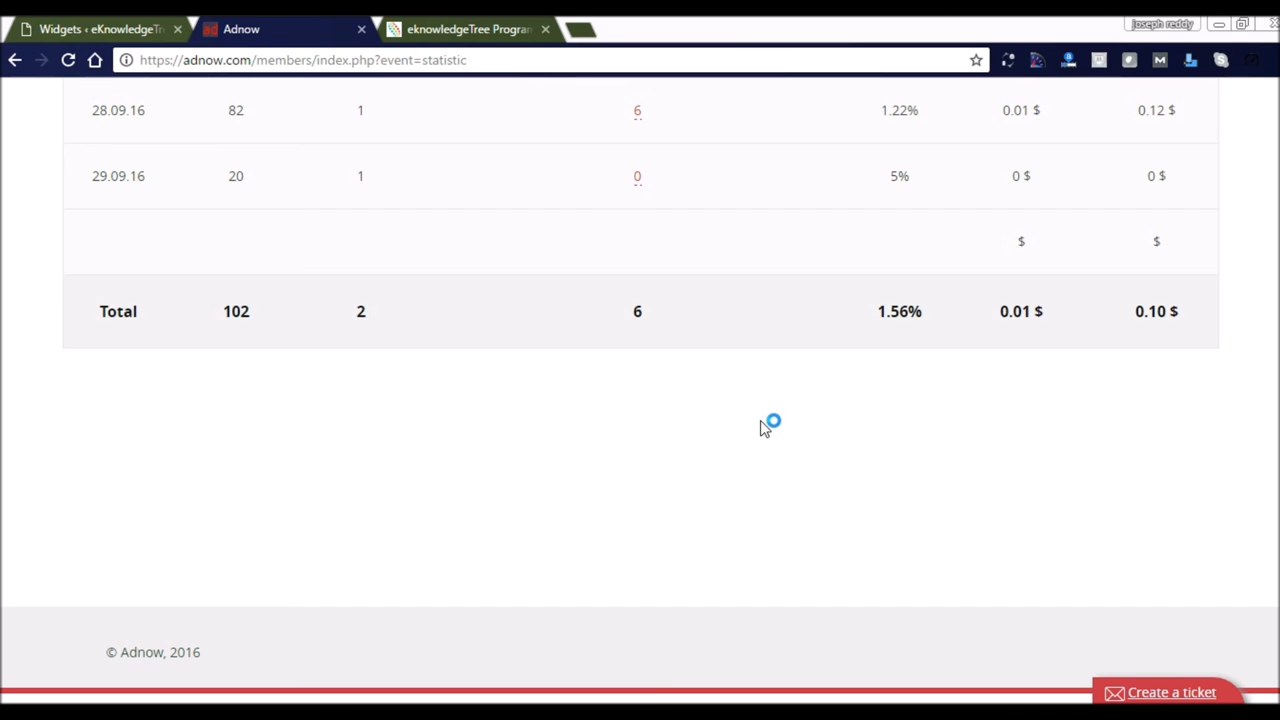 Widgets ‹ eKnowledgeTr
Adnow
eknowledgeTree Progran
joseph reddy
https://adnow.com/members/index.php?event=statistic
28.09.16 82 1 6 1.22% 0.01 $ 0.12 $
29.09.16 20 1 0 5% 0 $ 0 $
$ $
Total 102 2 6 1.56% 0.01 $ 0.10 $
© Adnow, 2016
Create a ticket